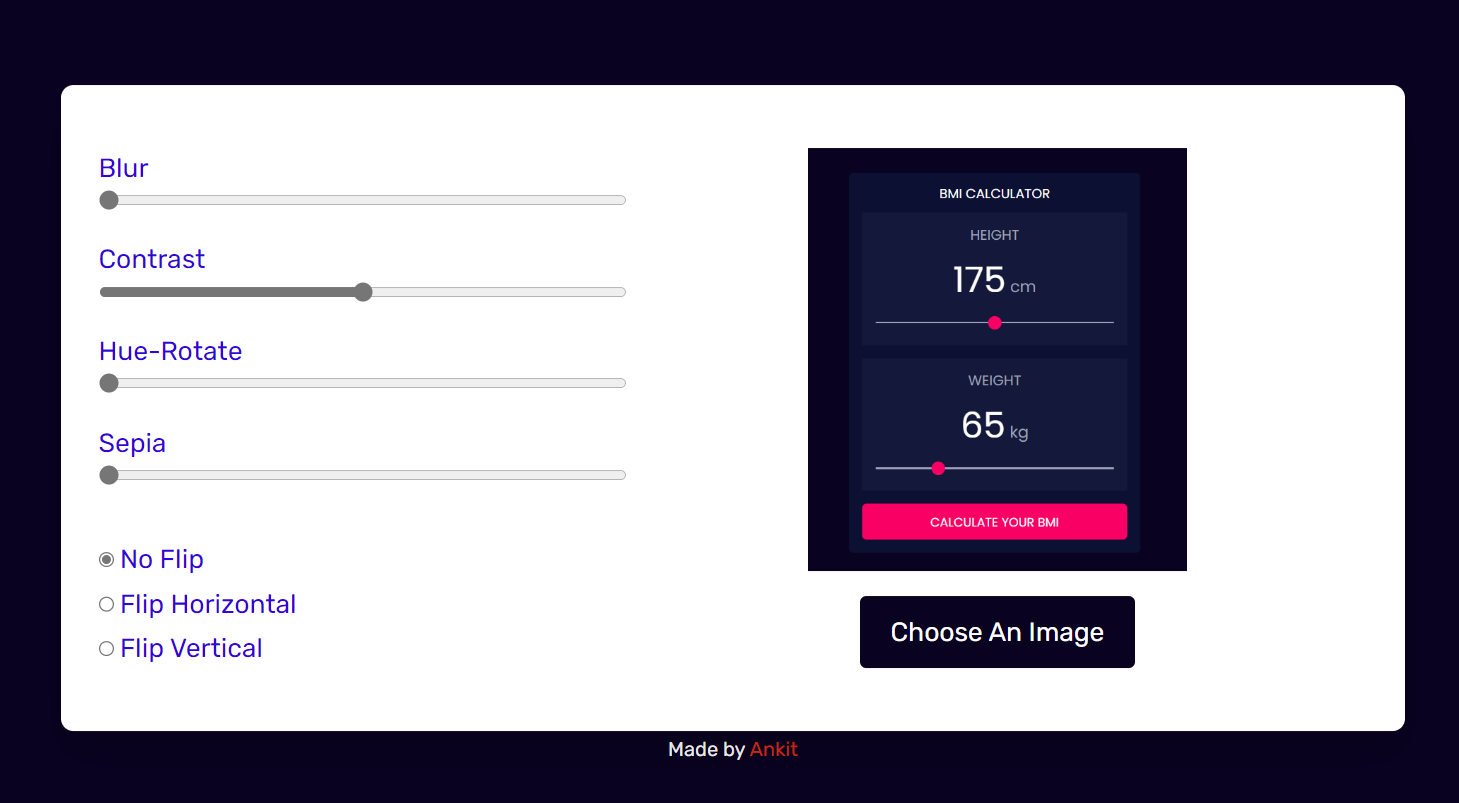 Blur
Contrast
Hue-Rotate
Sepia
No Flip
Flip Horizontal
Flip Vertical
BMI CALCULATOR
HEIGHT
175 cm
WEIGHT
65 kg
CALCULATE YOUR BMI
Choose An Image
Made by Ankit